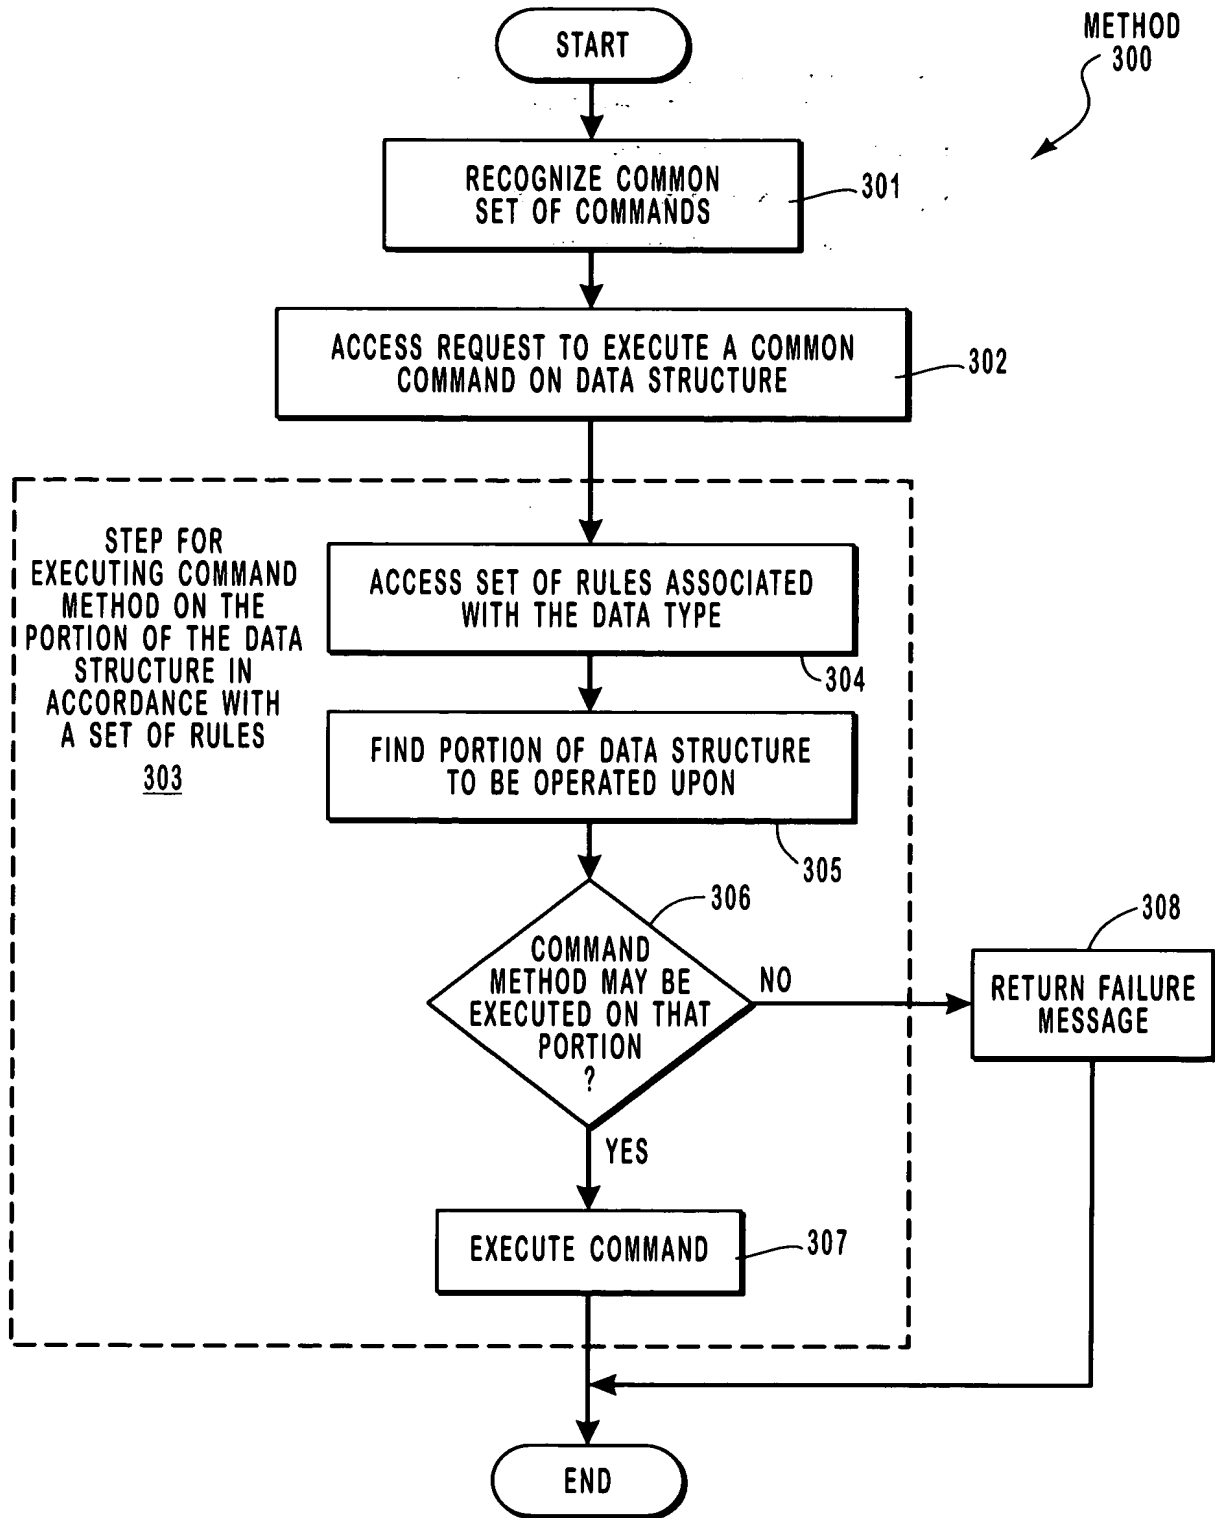 START
METHOD
300
RECOGNIZE COMMON
SET OF COMMANDS
301
ACCESS REQUEST TO EXECUTE A COMMON
COMMAND ON DATA STRUCTURE
302
STEP FOR
EXECUTING COMMAND
METHOD ON THE
PORTION OF THE DATA
STRUCTURE IN
ACCORDANCE WITH
A SET OF RULES
303
ACCESS SET OF RULES ASSOCIATED
WITH THE DATA TYPE
304
FIND PORTION OF DATA STRUCTURE
TO BE OPERATED UPON
305
306
COMMAND
METHOD MAY BE
EXECUTED ON THAT
PORTION
?
NO
308
RETURN FAILURE
MESSAGE
YES
EXECUTE COMMAND
307
END